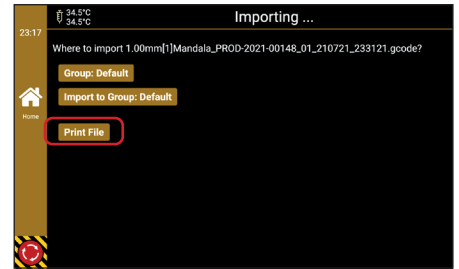 34.5°C
34.5°C
Importing ...
23:17
Where to import 1.00mm[1]Mandala_PROD-2021-00148_01_210721_233121.gcode?
Group: Default
Import to Group: Default
Home
Print File